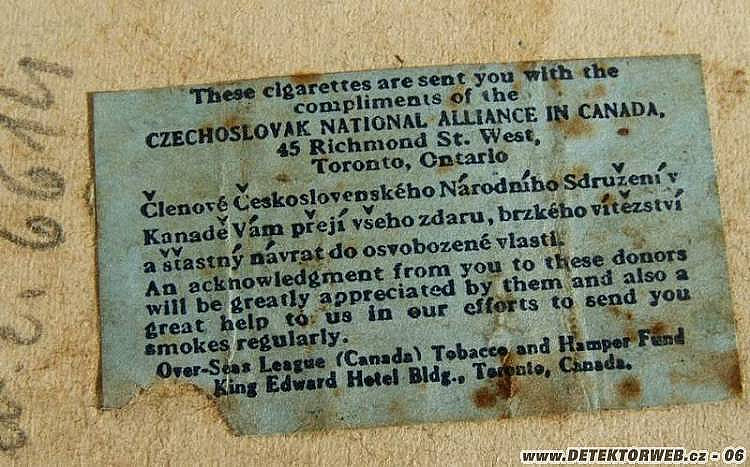 These cigarettes are sent you with the
compliments of the
CZECHOSLOVAK NATIONAL ALLIANCE IN CANADA,
45 Richmond St. West,
Toronto, Ontario
Členové Československého Národního Sdružení v
Kanadě Vám přejí všeho zdaru, brzkého vítězství
a šťastný návrat do osvobozené vlasti.
An acknowledgment from you to these donors
will be greatly appreciated by them and also a
great help to us in our efforts to send you
smokes regularly.
Over-Seas League (Canada) Tobacco and Hamper Fund
King Edward Hotel Bldg., Toronto, Canada.
www.DETEKTORWEB.cz - 06